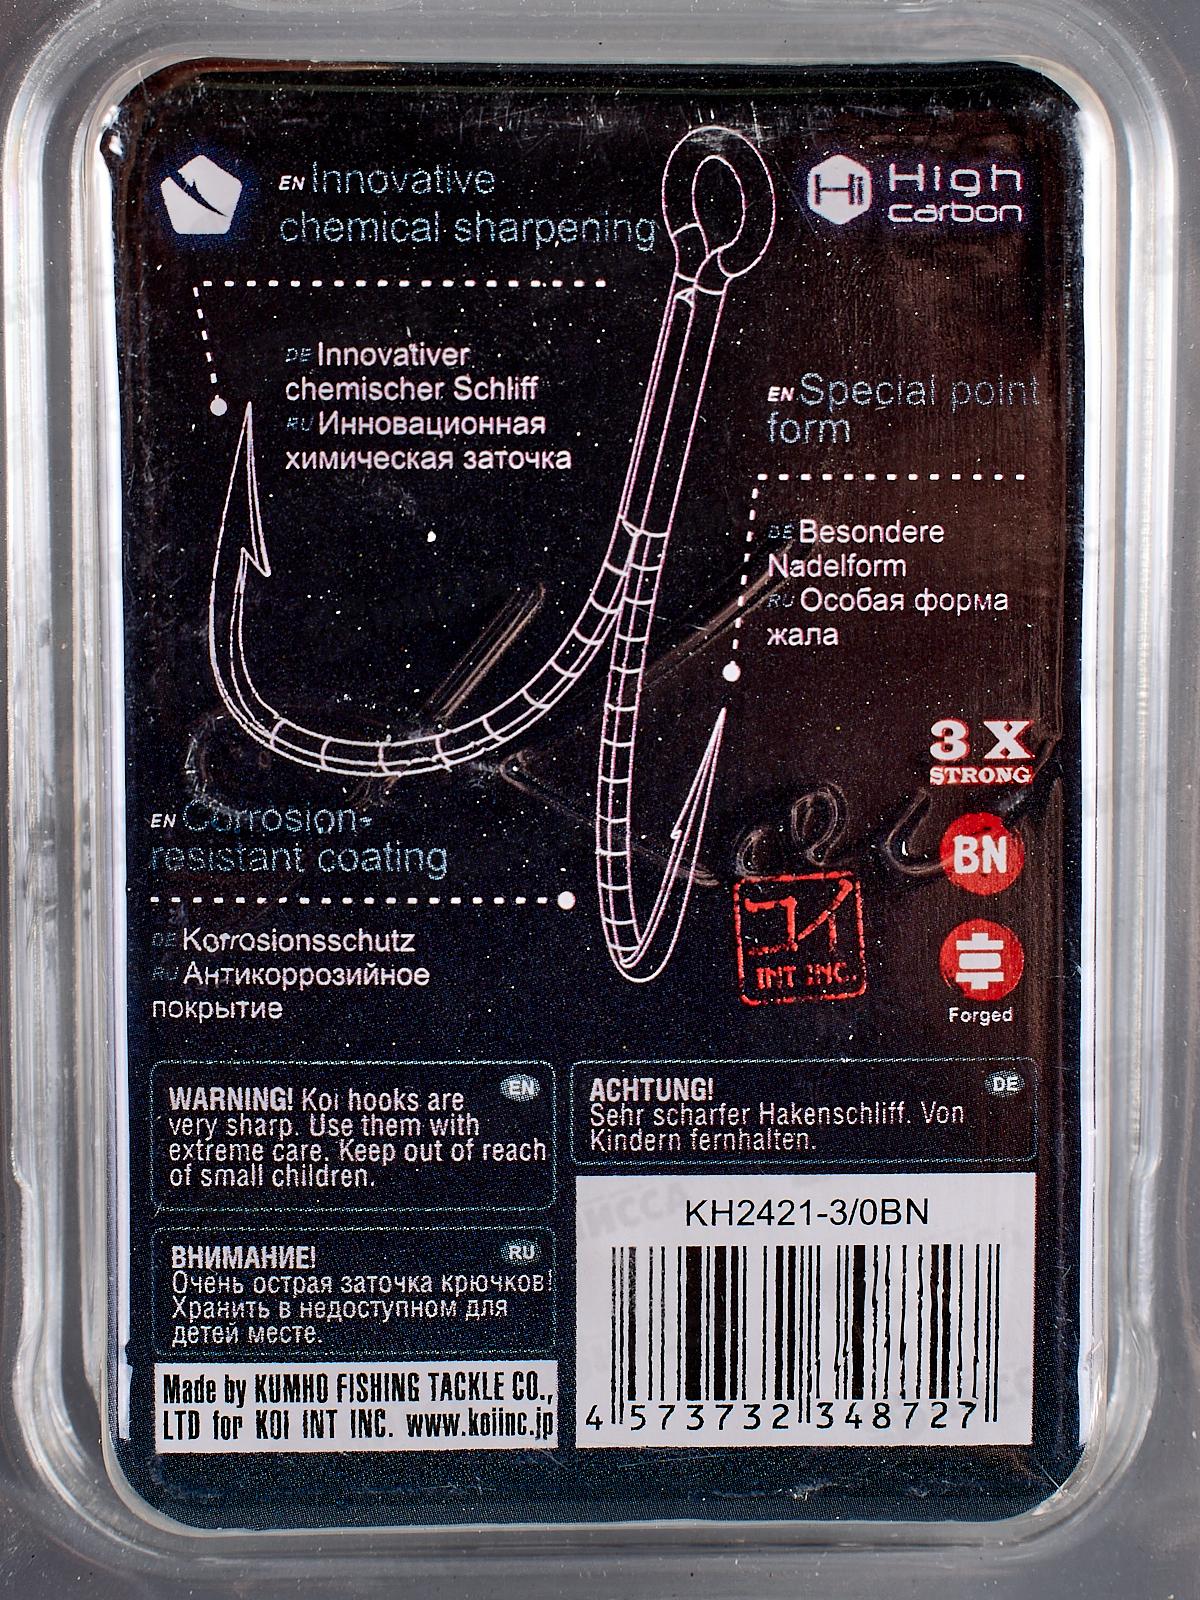 EN Innovative
chemical sharpening
Hi High
Carbon
DE Innovativer
chemischer Schliff
RU Инновационная
химическая заточка
EN Special point
form
DE Besondere
Nadelform
RU Особая форма
жала
3 X
STRONG
BN
Forged
EN Corrosion-
resistant coating
DE Korrosionsschutz
RU Антикоррозийное
покрытие
INT INC.
EN
WARNING! Koi hooks are
very sharp. Use them with
extreme care. Keep out of reach
of small children.
DE
ACHTUNG!
Sehr scharfer Hakenschliff. Von
Kindern fernhalten.
RU
ВНИМАНИЕ!
Очень острая заточка крючков!
Хранить в недоступном для
детей месте.
KH2421-3/0BN
4 573732 348727
Made by KUMHO FISHING TACKLE CO.,
LTD for KOI INT INC. www.koiinc.jp